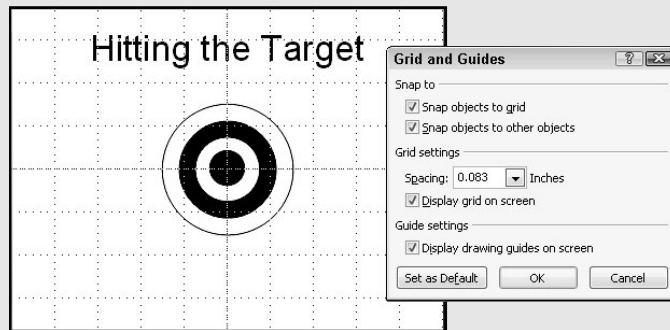 Hitting the Target
Grid and Guides
Snap to
Snap objects to grid
Snap objects to other objects
Grid settings
Spacing: 0.083 Inches
Display grid on screen
Guide settings
Display drawing guides on screen
Set as Default OK Cancel